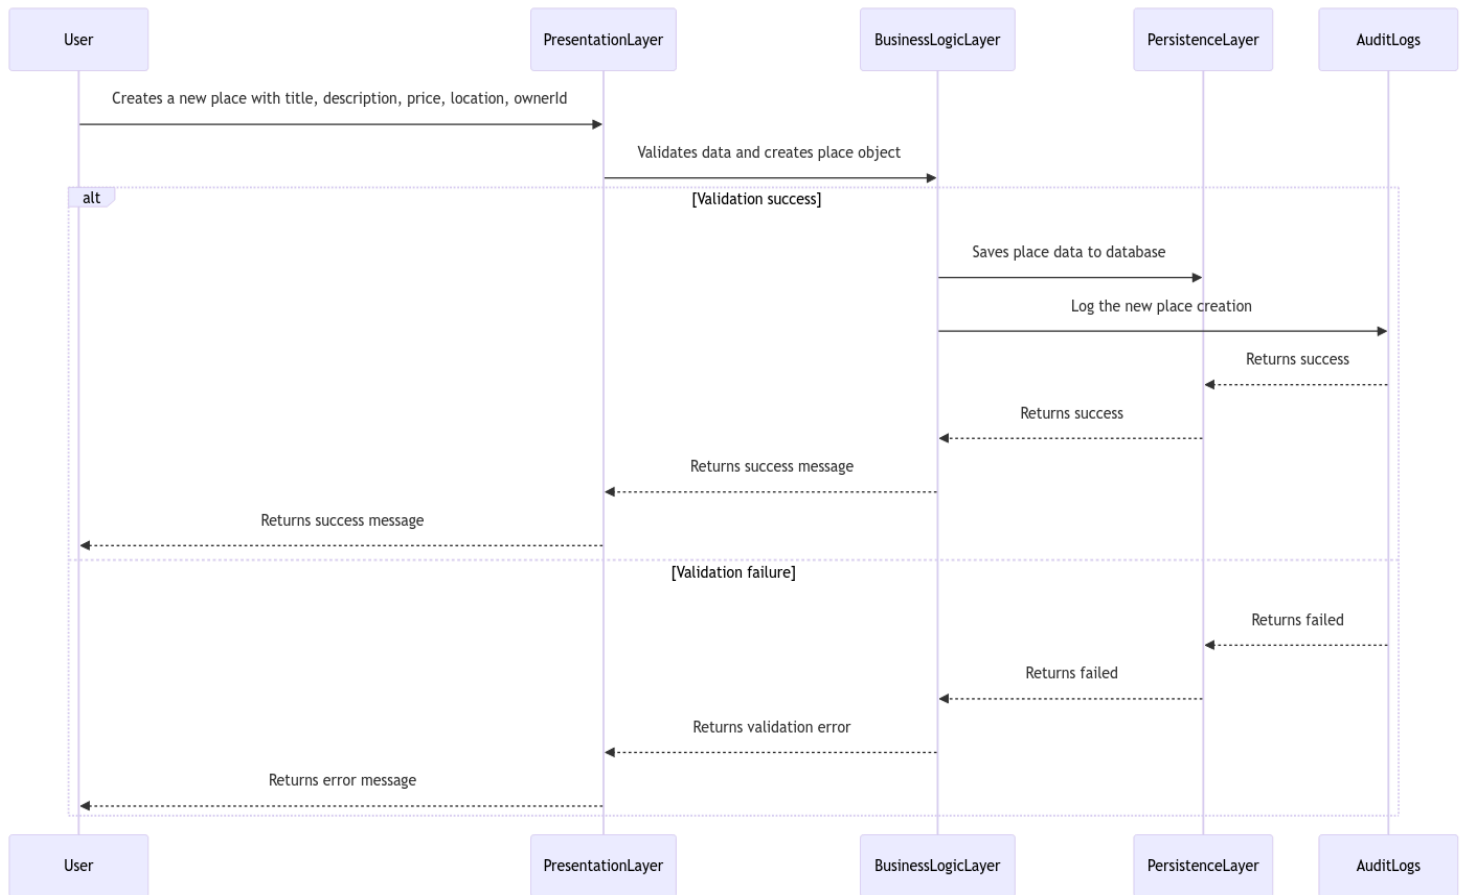 User
PresentationLayer
BusinessLogicLayer
PersistenceLayer
AuditLogs
Creates a new place with title, description, price, location, ownerId
Validates data and creates place object
alt
[Validation success]
Saves place data to database
Log the new place creation
Returns success
Returns success
Returns success message
Returns success message
[Validation failure]
Returns failed
Returns failed
Returns validation error
Returns error message
User
PresentationLayer
BusinessLogicLayer
PersistenceLayer
AuditLogs